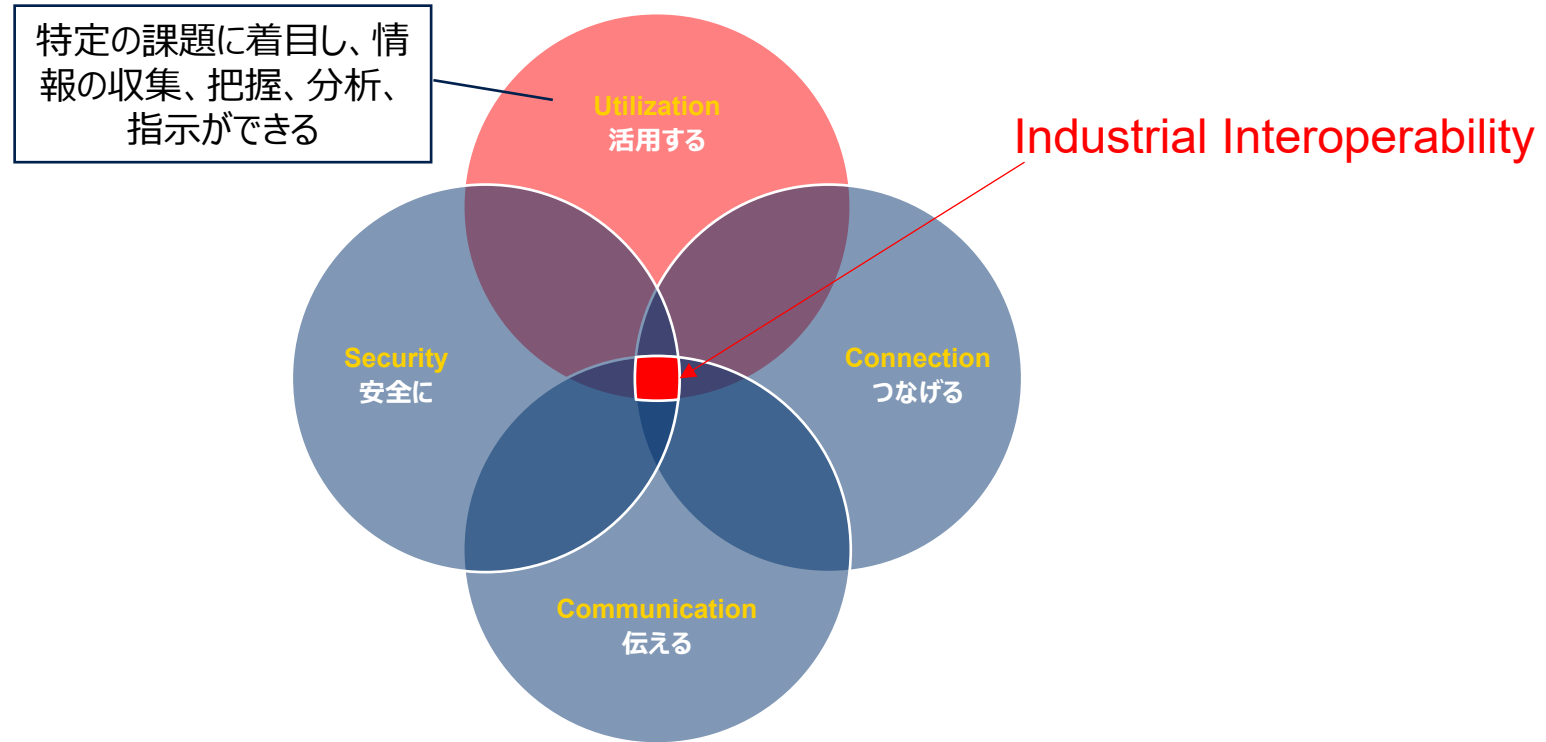 特定の課題に着目し、情
報の収集、把握、分析、
指示ができる
Utilization
活用する
Industrial Interoperability
Security
安全に
Connection
つなげる
Communication
伝える